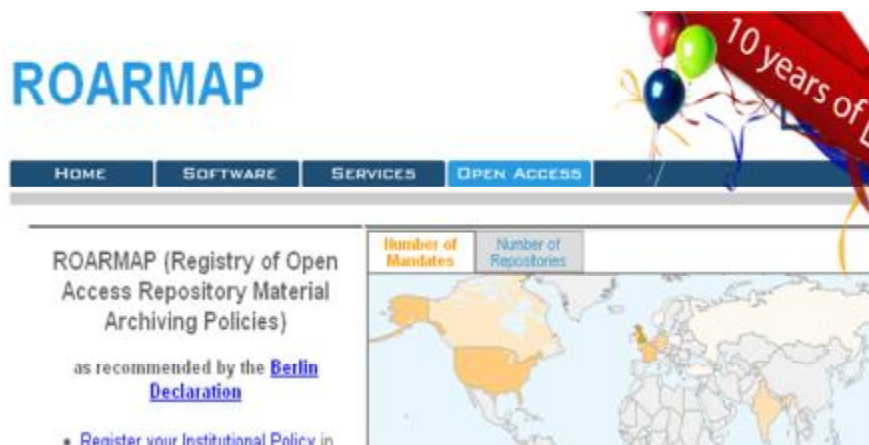 ROARMAP
10 years of
HOME SOFTWARE SERVICES OPEN ACCESS
ROARMAP (Registry of Open
Access Repository Material
Archiving Policies)
as recommended by the Berlin
Declaration
• Register your Institutional Policy in
Number of
Mandates
Number of
Repositories